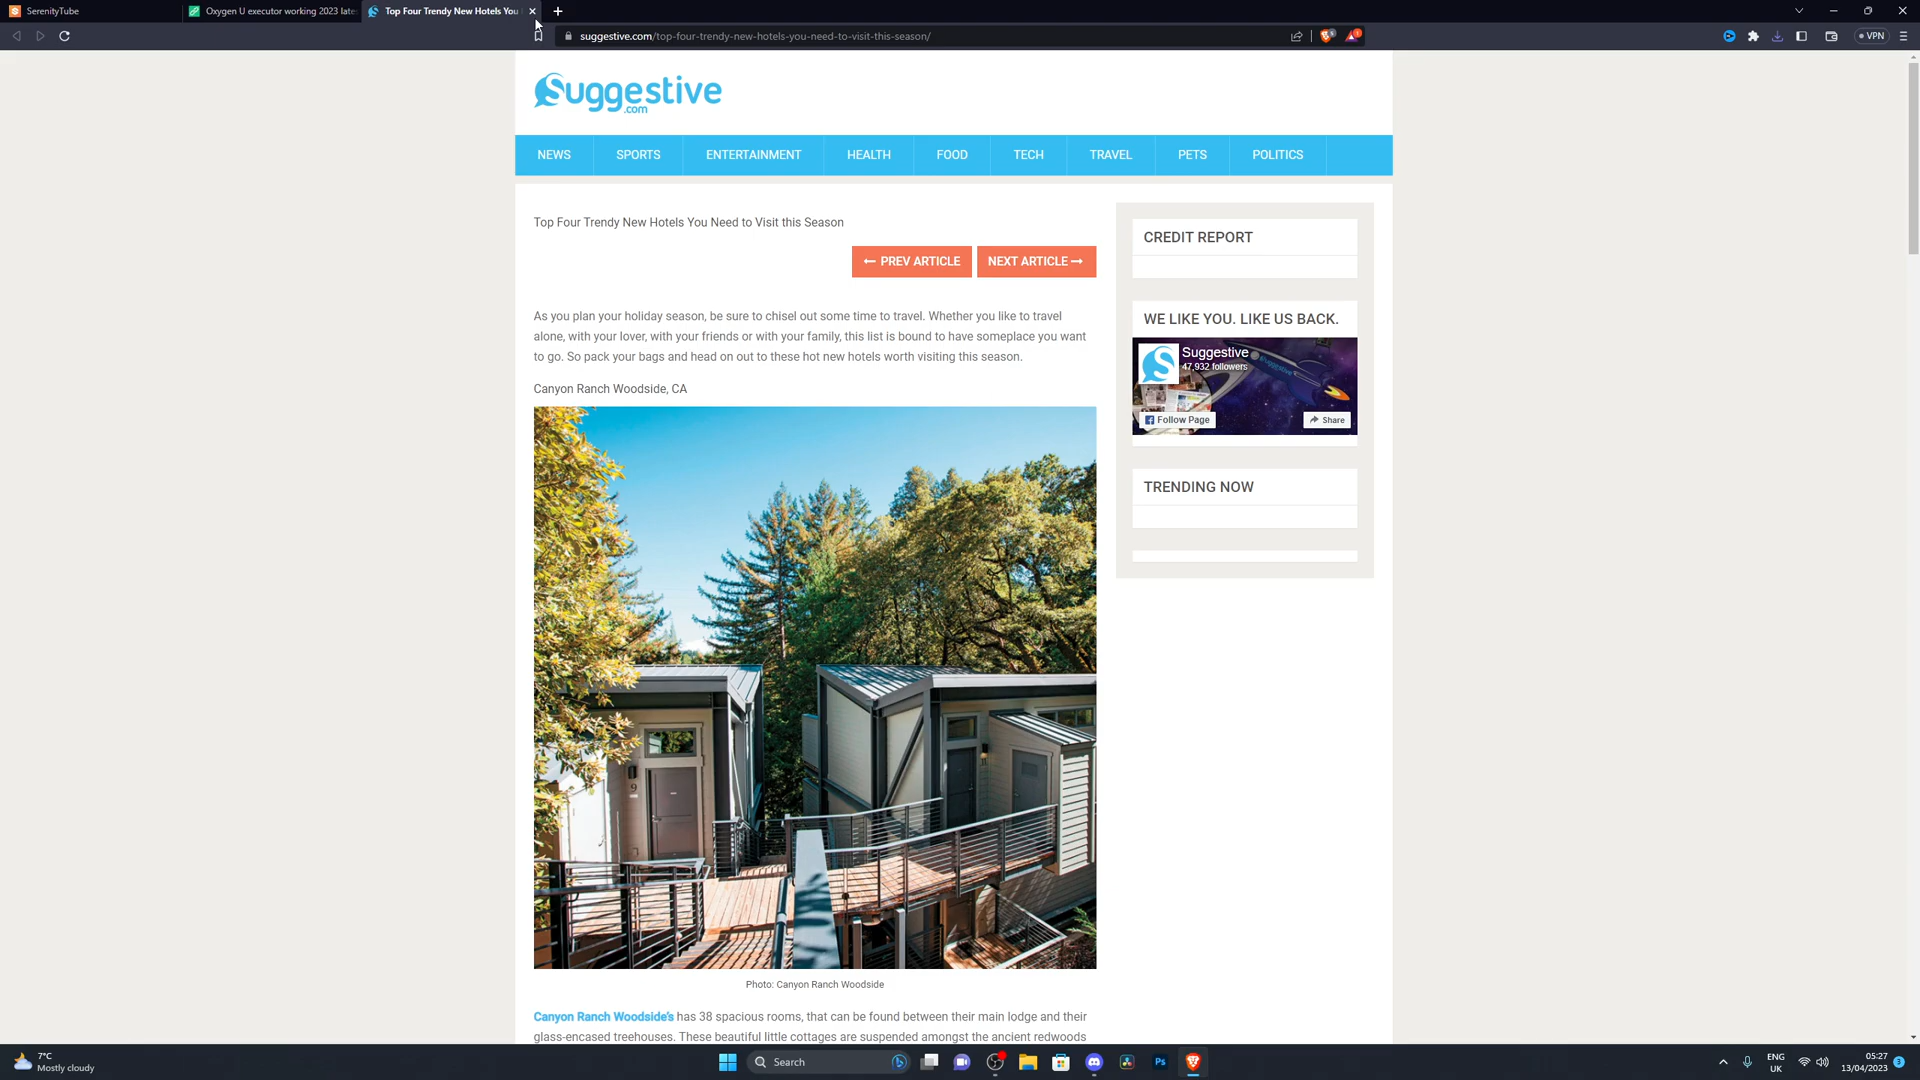 SerenityTube
Oxygen U executor working 2023 late
Top Four Trendy New Hotels You
suggestive.com/top-four-trendy-new-hotels-you-need-to-visit-this-season/
VPN
Suggestive
.com
NEWS
SPORTS
ENTERTAINMENT
HEALTH
FOOD
TECH
TRAVEL
PETS
POLITICS
Top Four Trendy New Hotels You Need to Visit this Season
← PREV ARTICLE
NEXT ARTICLE →
As you plan your holiday season, be sure to chisel out some time to travel. Whether you like to travel
alone, with your lover, with your friends or with your family, this list is bound to have someplace you want
to go. So pack your bags and head on out to these hot new hotels worth visiting this season.
Canyon Ranch Woodside, CA
9
Photo: Canyon Ranch Woodside
Canyon Ranch Woodside's has 38 spacious rooms, that can be found between their main lodge and their
glass-encased treehouses. These beautiful little cottages are suspended amongst the ancient redwoods
CREDIT REPORT
WE LIKE YOU. LIKE US BACK.
Suggestive
47,932 followers
Follow Page
Share
TRENDING NOW
7°C
Mostly cloudy
Search
Ps
ENG
UK
05:27
13/04/2023
3